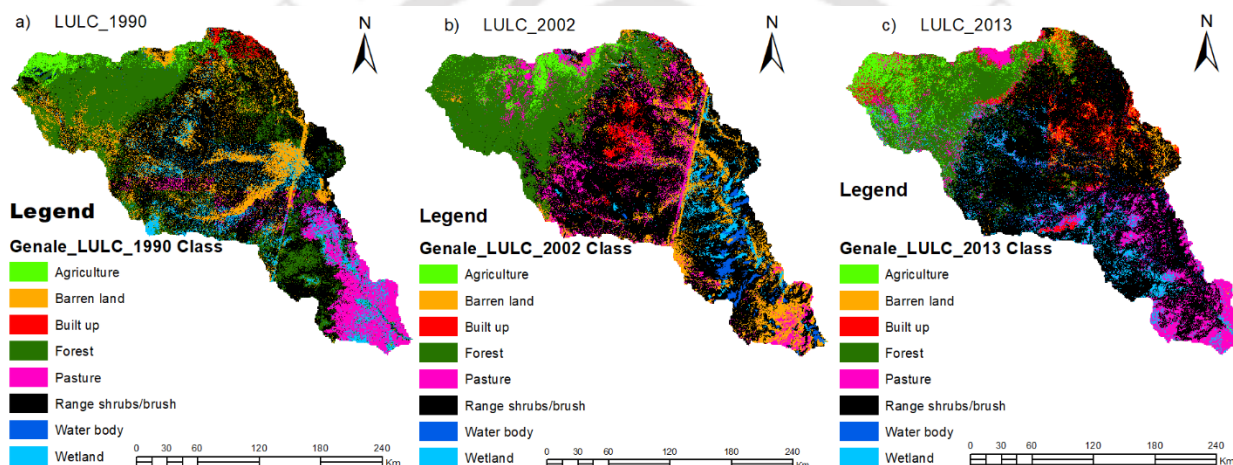 a) LULC_1990
N
Legend
Genale_LULC_1990 Class
Agriculture
Barren land
Built up
Forest
Pasture
Range shrubs/brush
Water body
Wetland
0 30 60 120 180 240
Km
b) LULC_2002
N
Legend
Genale_LULC_2002 Class
Agriculture
Barren land
Built up
Forest
Pasture
Range shrubs/brush
Water body
Wetland
0 30 60 120 180 240
Km
c) LULC_2013
N
Legend
Genale_LULC_2013 Class
Agriculture
Barren land
Built up
Forest
Pasture
Range shrubs/brush
Water body
Wetland
0 30 60 120 180 240
Km